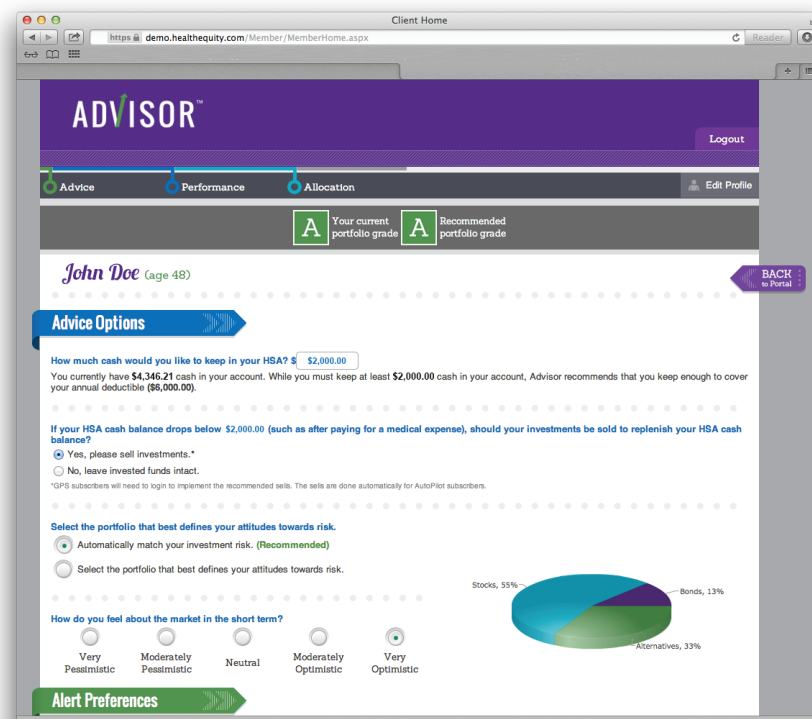 Client Home
https demo.healthequity.com/Member/MemberHome.aspx
Reader
ADVISOR™
Logout
Advice
Performance
Allocation
Edit Profile
A Your current portfolio grade
A Recommended portfolio grade
John Doe (age 48)
BACK
to Portal
Advice Options
How much cash would you like to keep in your HSA? $ $2,000.00
You currently have $4,346.21 cash in your account. While you must keep at least $2,000.00 cash in your account, Advisor recommends that you keep enough to cover
your annual deductible ($6,000.00).
If your HSA cash balance drops below $2,000.00 (such as after paying for a medical expense), should your investments be sold to replenish your HSA cash
balance?
Yes, please sell investments.*
No, leave invested funds intact.
*GPS subscribers will need to login to implement the recommended sells. The sells are done automatically for AutoPilot subscribers.
Select the portfolio that best defines your attitudes towards risk.
Automatically match your investment risk. (Recommended)
Select the portfolio that best defines your attitudes towards risk.
Stocks, 55%
Bonds, 13%
Alternatives, 33%
How do you feel about the market in the short term?
Very Pessimistic
Moderately Pessimistic
Neutral
Moderately Optimistic
Very Optimistic
Alert Preferences